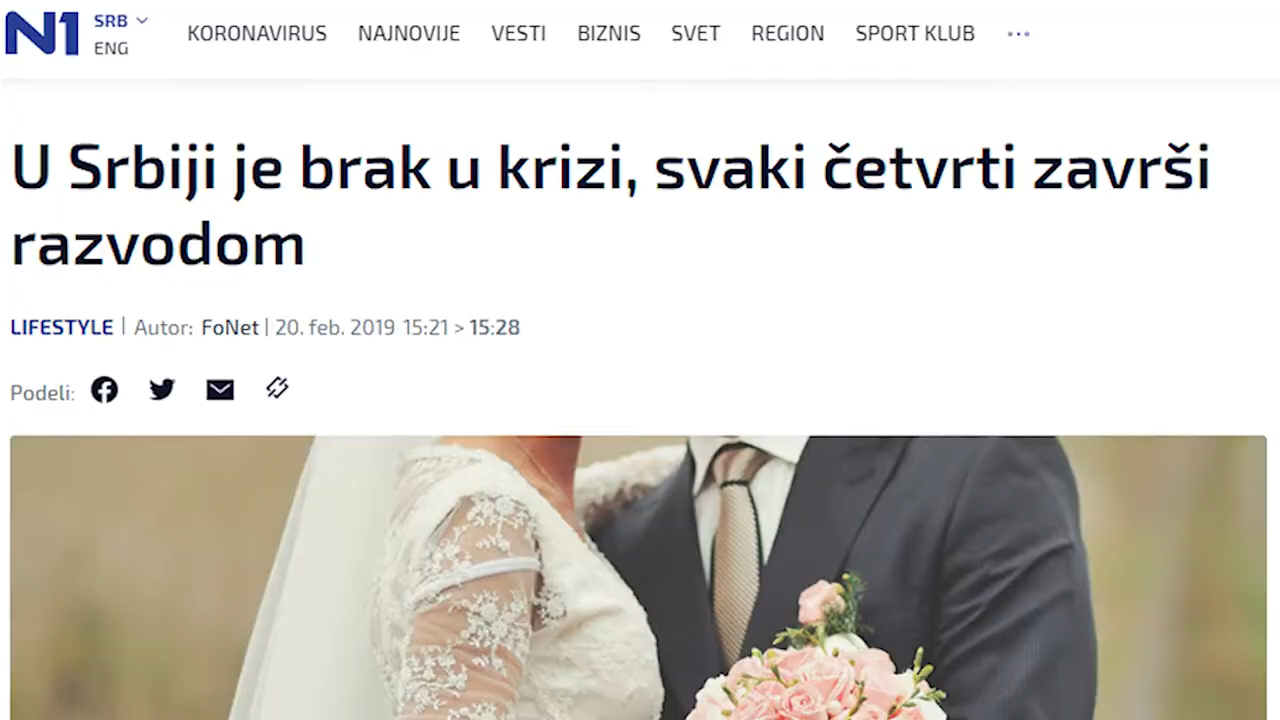 N1
SRB
ENG
KORONAVIRUS NAJNOVIJE VESTI BIZNIS SVET REGION SPORT KLUB
U Srbiji je brak u krizi, svaki četvrti završi
razvodom
LIFESTYLE | Autor: FoNet | 20. feb. 2019 15:21 > 15:28
Podeli: